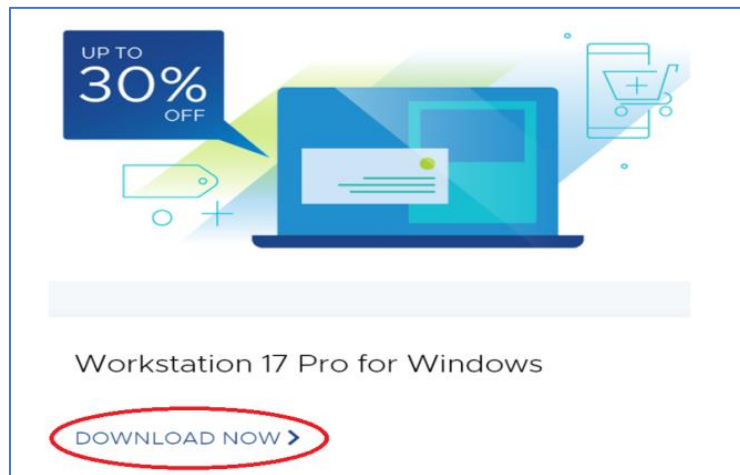 UP TO
30%
OFF
Workstation 17 Pro for Windows
DOWNLOAD NOW >